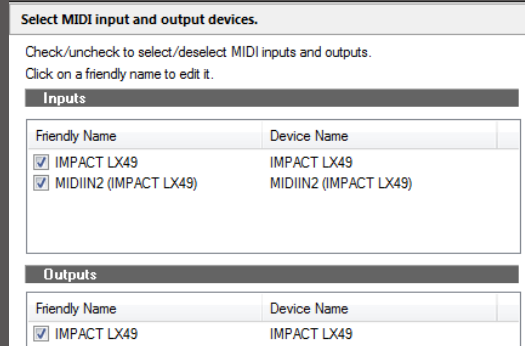 Select MIDI input and output devices.
Check/uncheck to select/deselect MIDI inputs and outputs.
Click on a friendly name to edit it.
Inputs
Friendly Name Device Name
IMPACT LX49 IMPACT LX49
MIDIIN2 (IMPACT LX49) MIDIIN2 (IMPACT LX49)
Outputs
Friendly Name Device Name
IMPACT LX49 IMPACT LX49